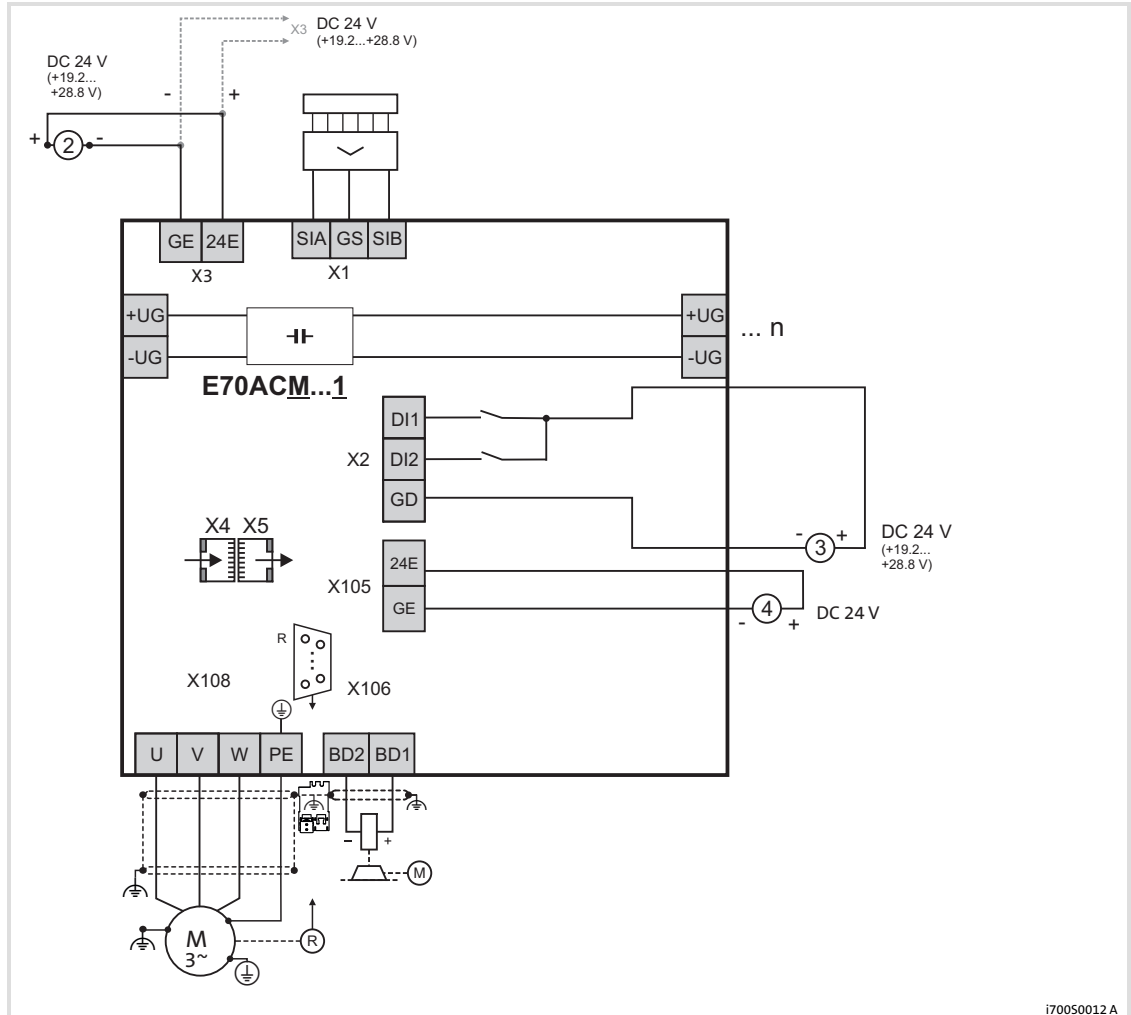 X3
DC 24 V
(+19.2...+28.8 V)
DC 24 V
(+19.2...
+28.8 V)
- +
+ 2 -
GE 24E
X3
SIA GS SIB
X1
+UG
-UG
+UG
-UG
... n
E70ACM...1
DI1
X2 DI2
GD
X4 X5
- 3 +
DC 24 V
(+19.2...
+28.8 V)
24E
X105
GE
- 4 +
DC 24 V
R
X108
X106
U V W PE
BD2 BD1
- +
M
M
3~
R
i700S0012 A